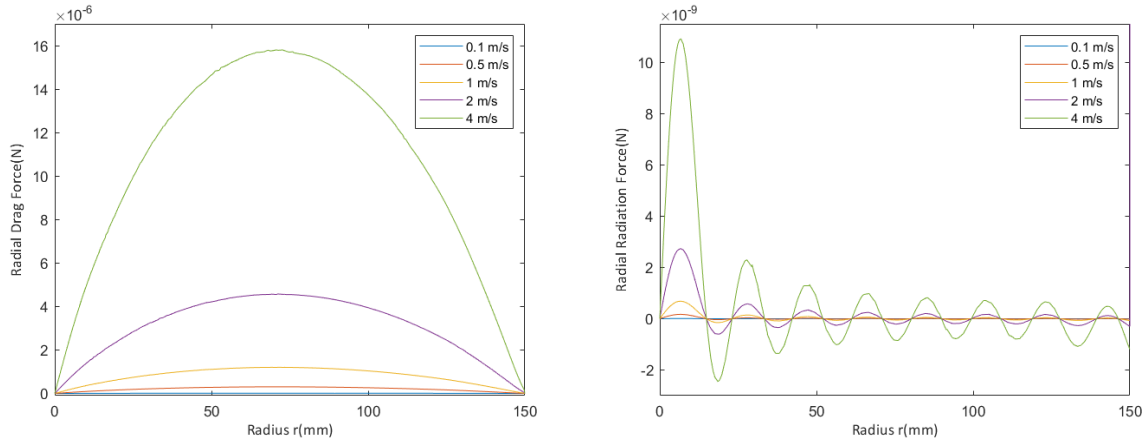 ×10⁻⁶
16
14
12
10
8
6
4
2
0
0
50
100
150
Radial Drag Force(N)
Radius r(mm)
0.1 m/s
0.5 m/s
1 m/s
2 m/s
4 m/s
×10⁻⁹
10
8
6
4
2
0
-2
0
50
100
150
Radial Radiation Force(N)
Radius r(mm)
0.1 m/s
0.5 m/s
1 m/s
2 m/s
4 m/s